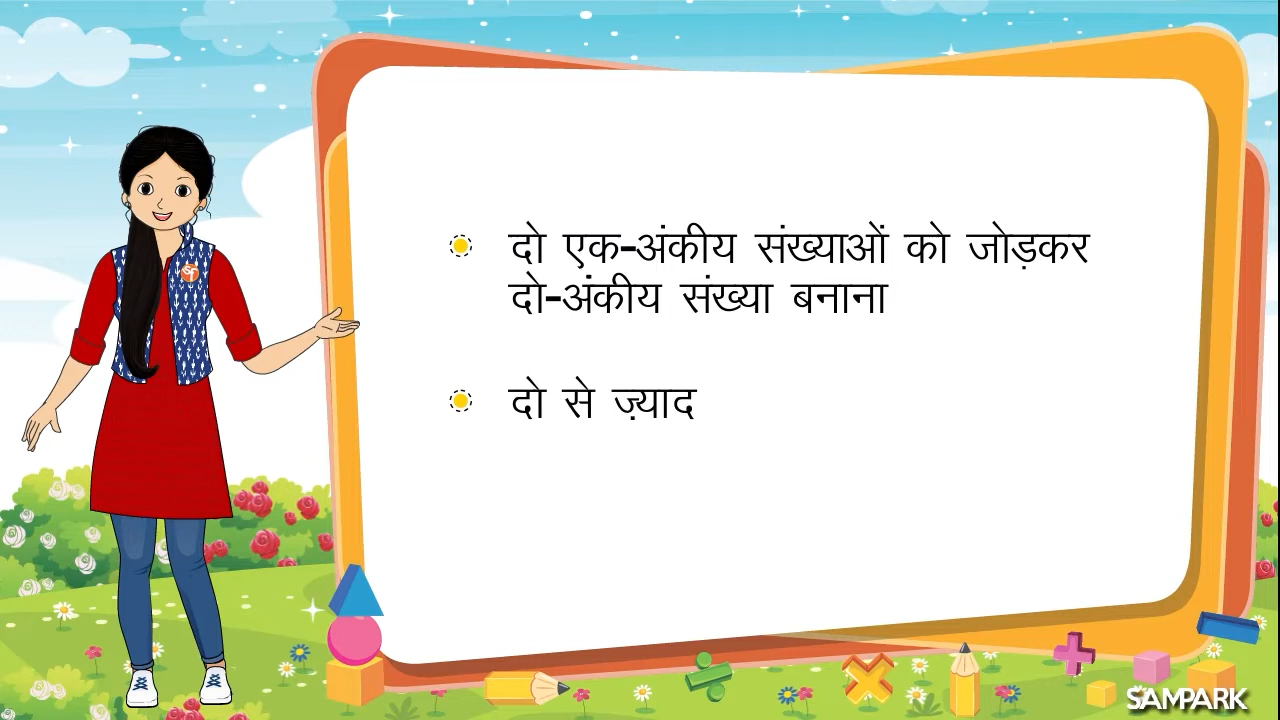 दो एक-अंकीय संख्याओं को जोड़कर
दो-अंकीय संख्या बनाना
दो से ज़्याद
SAMPARK